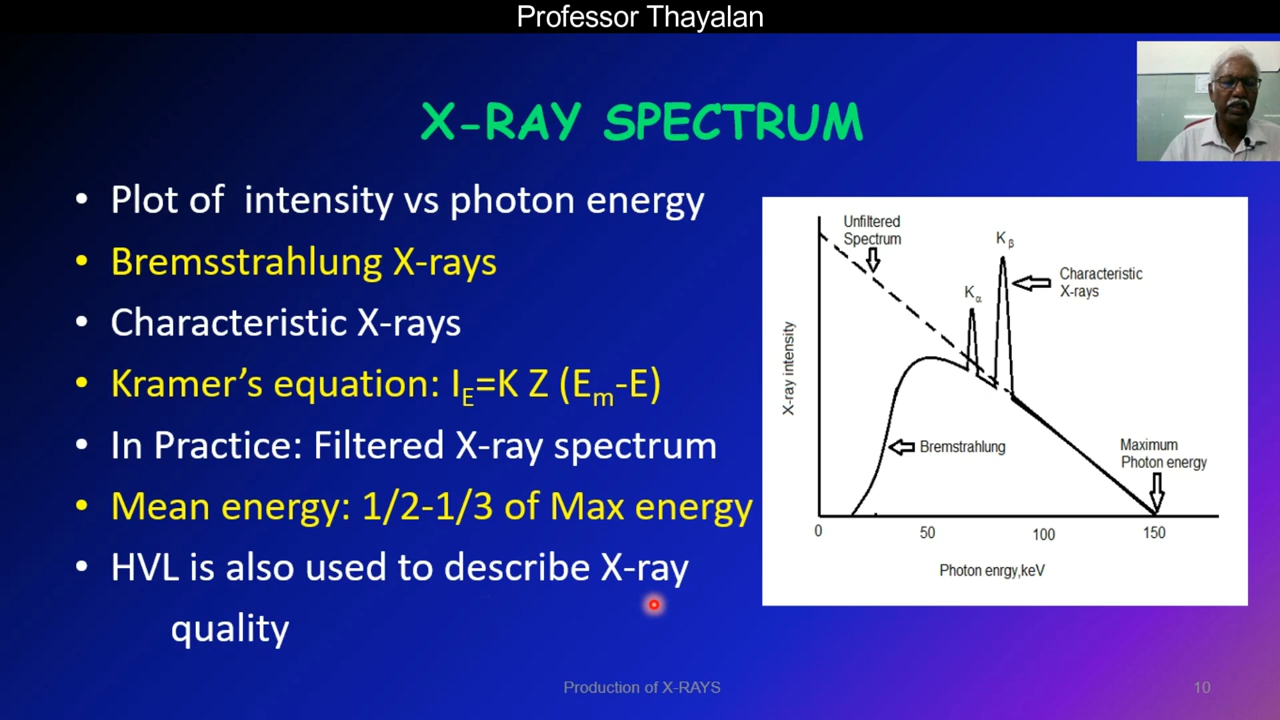 Professor Thayalan
X-RAY SPECTRUM
• Plot of intensity vs photon energy
• Bremsstrahlung X-rays
• Characteristic X-rays
• Kramer’s equation: IE=K Z (Em-E)
• In Practice: Filtered X-ray spectrum
• Mean energy: 1/2-1/3 of Max energy
• HVL is also used to describe X-ray
quality
Unfiltered
Spectrum
Kα
Kβ
Characteristic
X-rays
X-ray intensity
Bremstrahlung
Maximum
Photon energy
0 50 100 150
Photon enrgy,keV
Production of X-RAYS
10